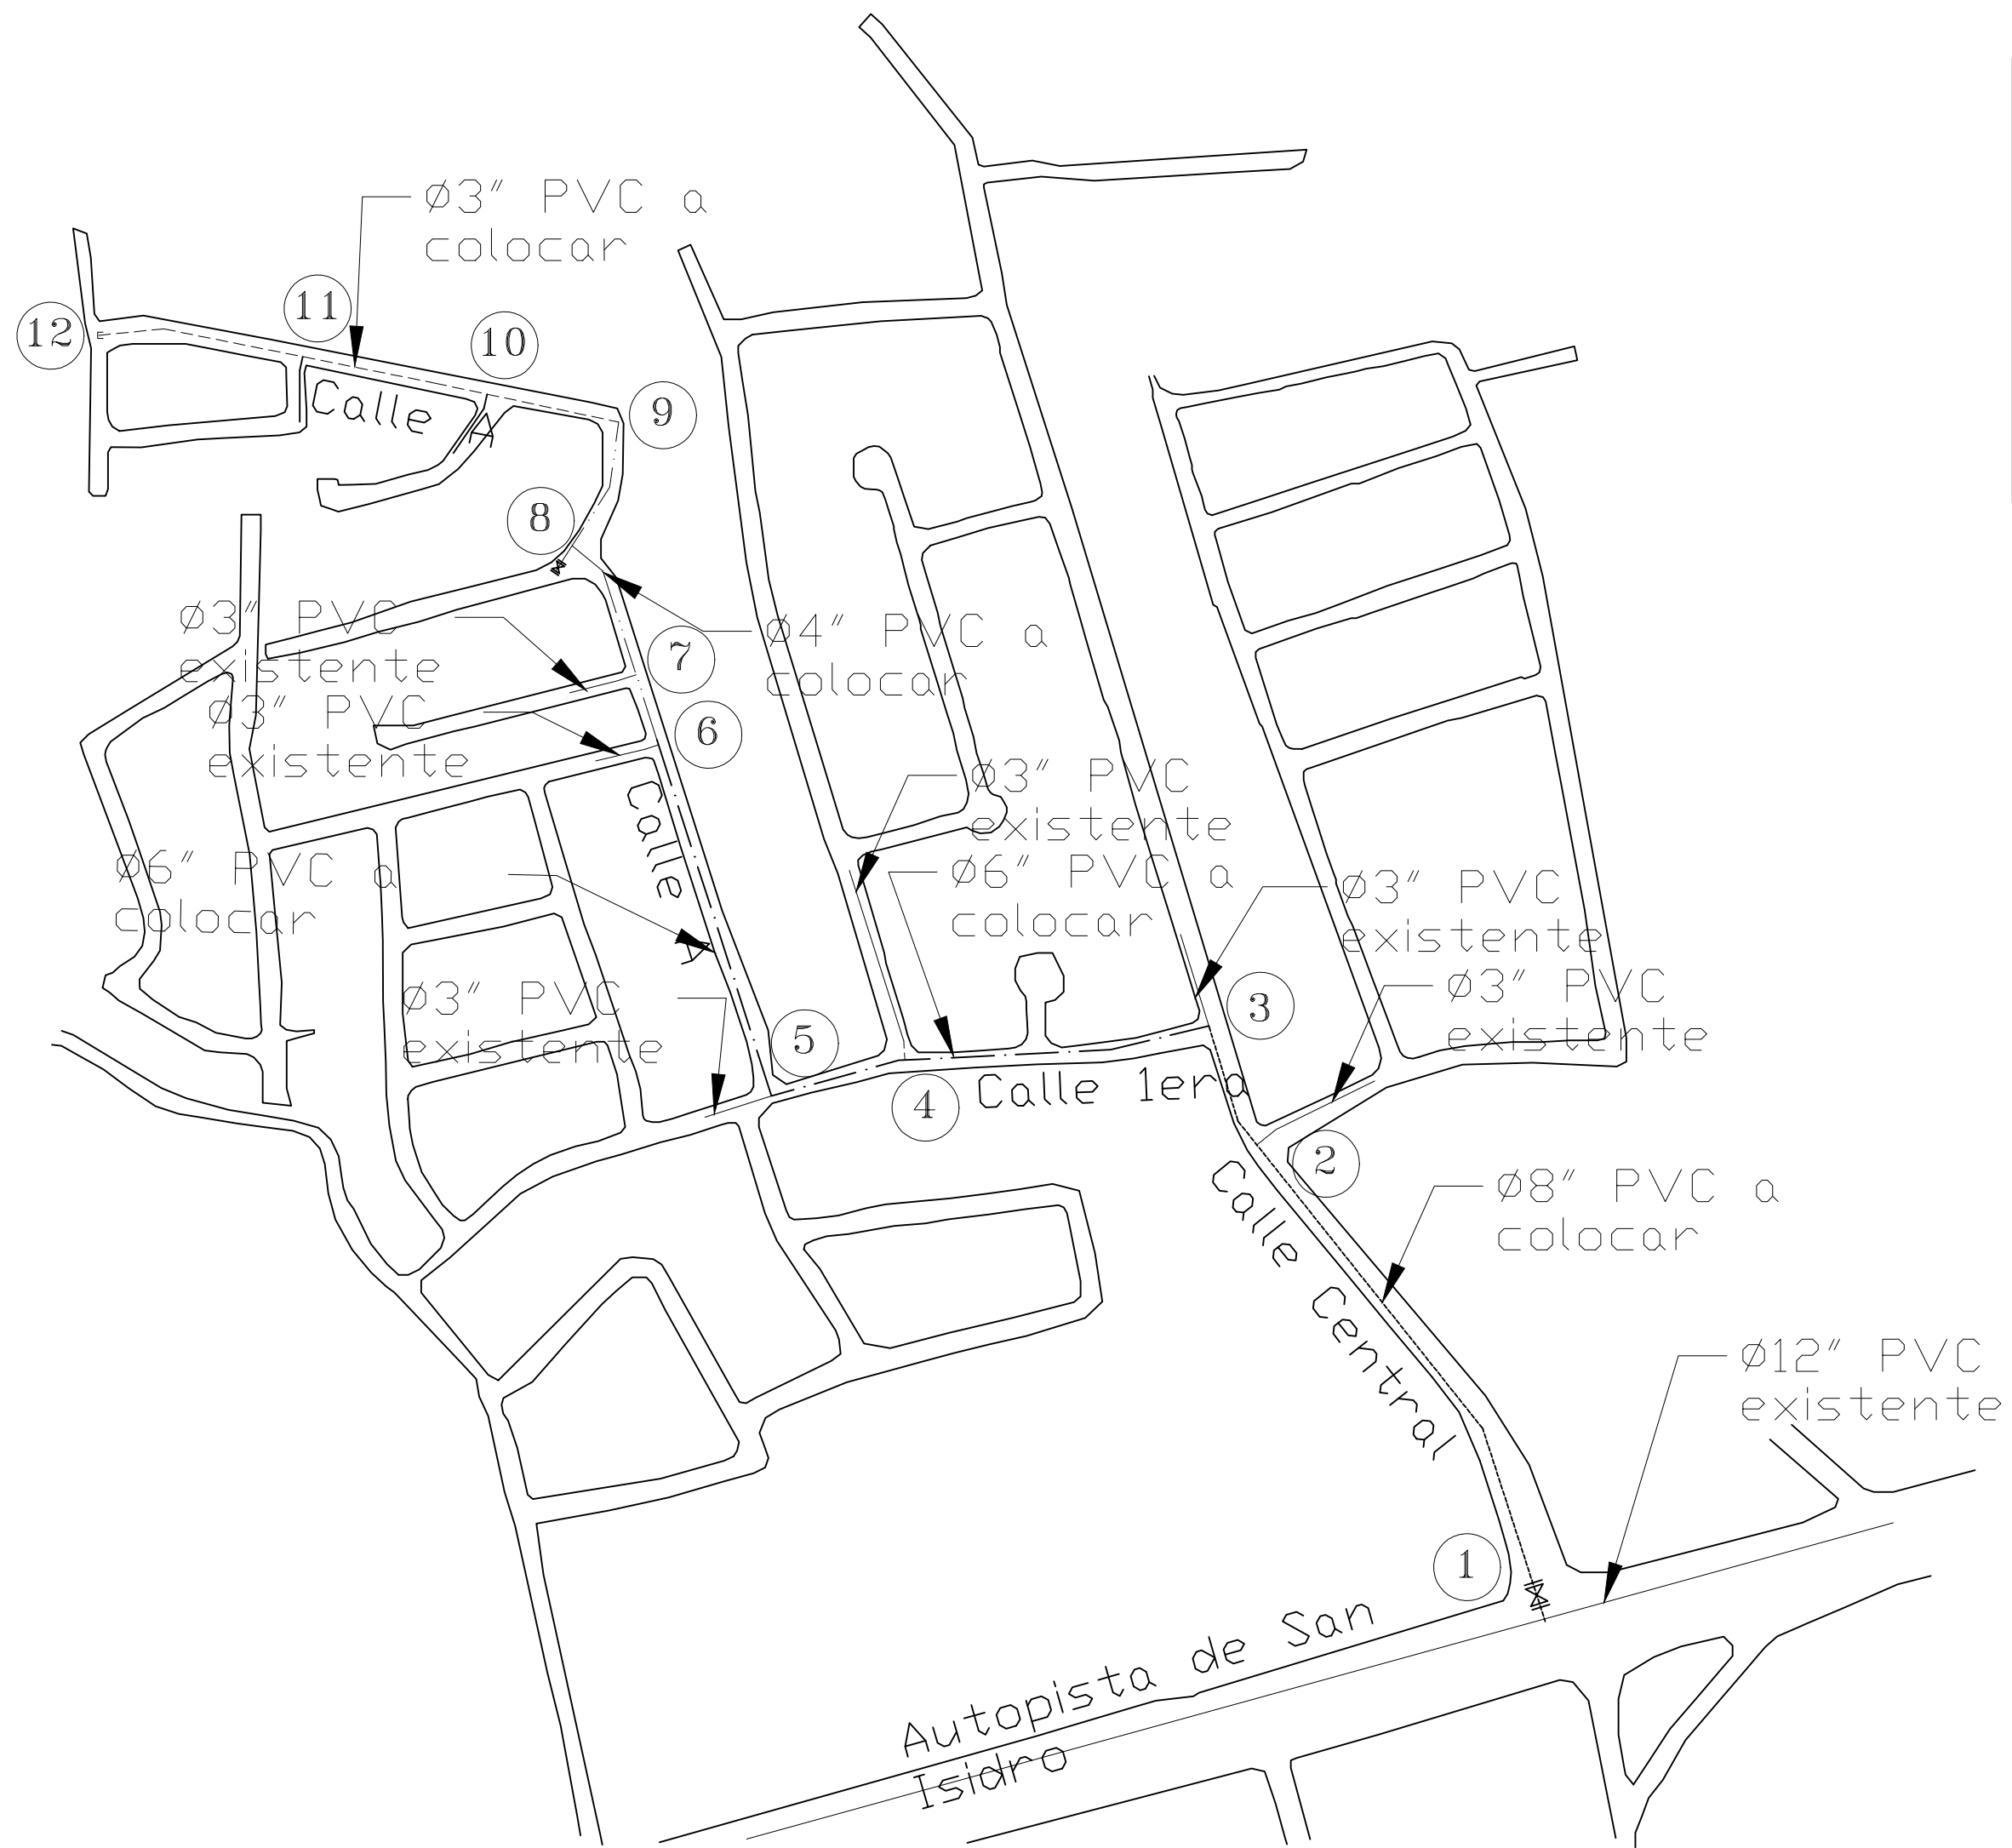 Ø3" PVC a
colocar
11
12
10
9
Calle A
8
Ø3" PVC
existente
Ø4" PVC a
colocar
7
Ø3" PVC
existente
6
Calle A
Ø3" PVC
existente
Ø6" PVC a
colocar
Ø6" PVC a
colocar
Ø3" PVC
existente
Ø3" PVC
existente
3
Ø3" PVC
existente
5
4
Calle 1ero
2
Ø8" PVC a
colocar
Calle Central
Ø12" PVC
existente
1
Autopista de San
Isidro